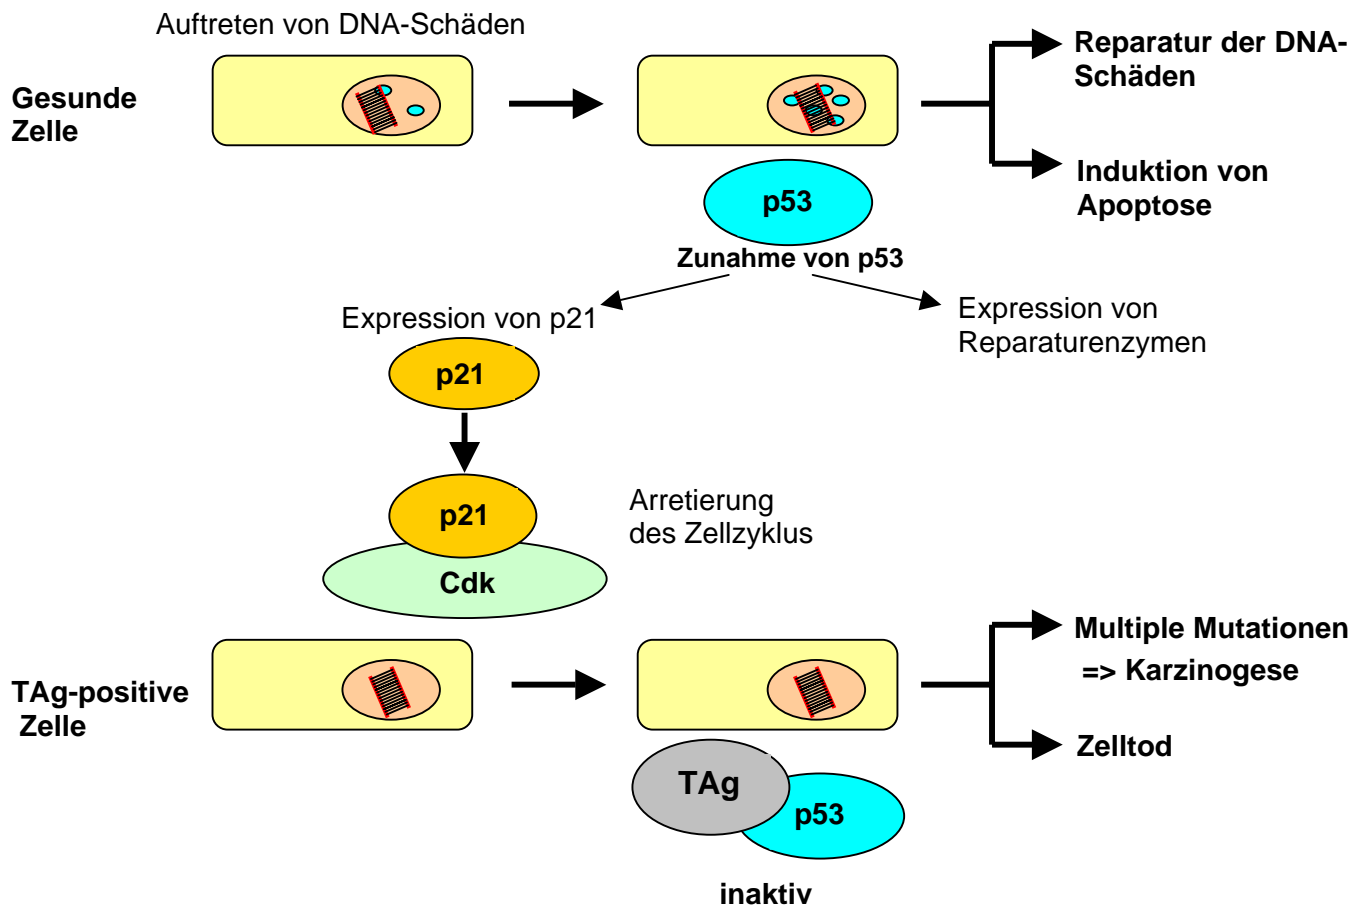 Auftreten von DNA-Schäden
Gesunde
Zelle
Reparatur der DNA-
Schäden
Induktion von
Apoptose
p53
Zunahme von p53
Expression von p21
Expression von
Reparaturenzymen
p21
p21
Cdk
Arretierung
des Zellzyklus
TAg-positive
Zelle
Multiple Mutationen
=> Karzinogese
Zelltod
TAg
p53
inaktiv